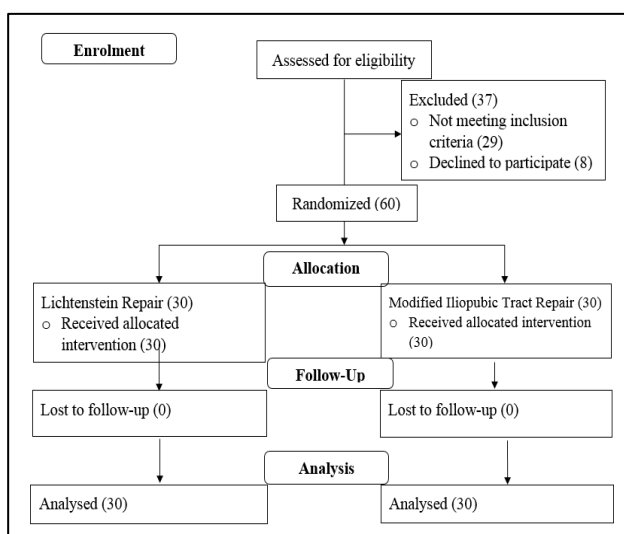 Enrolment
Assessed for eligibility
Excluded (37)
○ Not meeting inclusion
criteria (29)
○ Declined to participate (8)
Randomized (60)
Allocation
Lichtenstein Repair (30)
○ Received allocated
intervention (30)
Modified Iliopubic Tract Repair (30)
○ Received allocated intervention
(30)
Follow-Up
Lost to follow-up (0)
Lost to follow-up (0)
Analysis
Analysed (30)
Analysed (30)